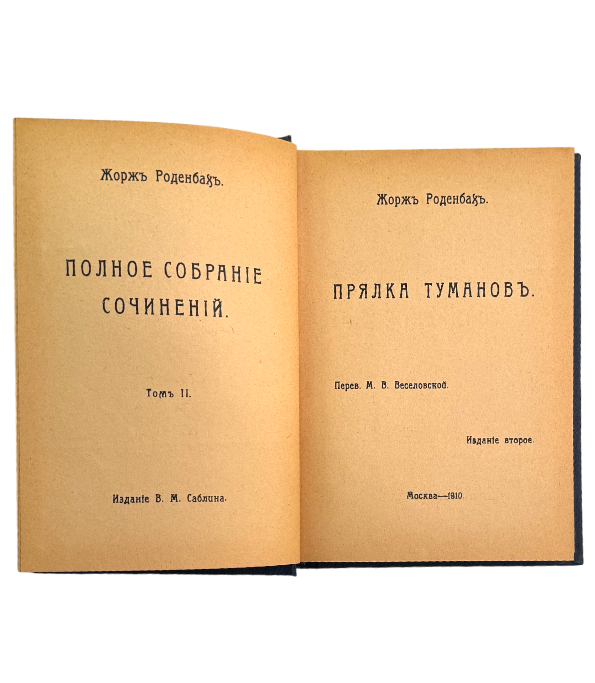 Жоржъ Роденбахъ.
ПОЛНОЕ СОБРАНІЕ
СОЧИНЕНІЙ.
Томъ II.
Изданіе В. М. Саблина.
Жоржъ Роденбахъ.
ПРЯЛКА ТУМАНОВЪ.
Перев. М. В. Веселовской.
Изданіе второе.
Москва—1910.